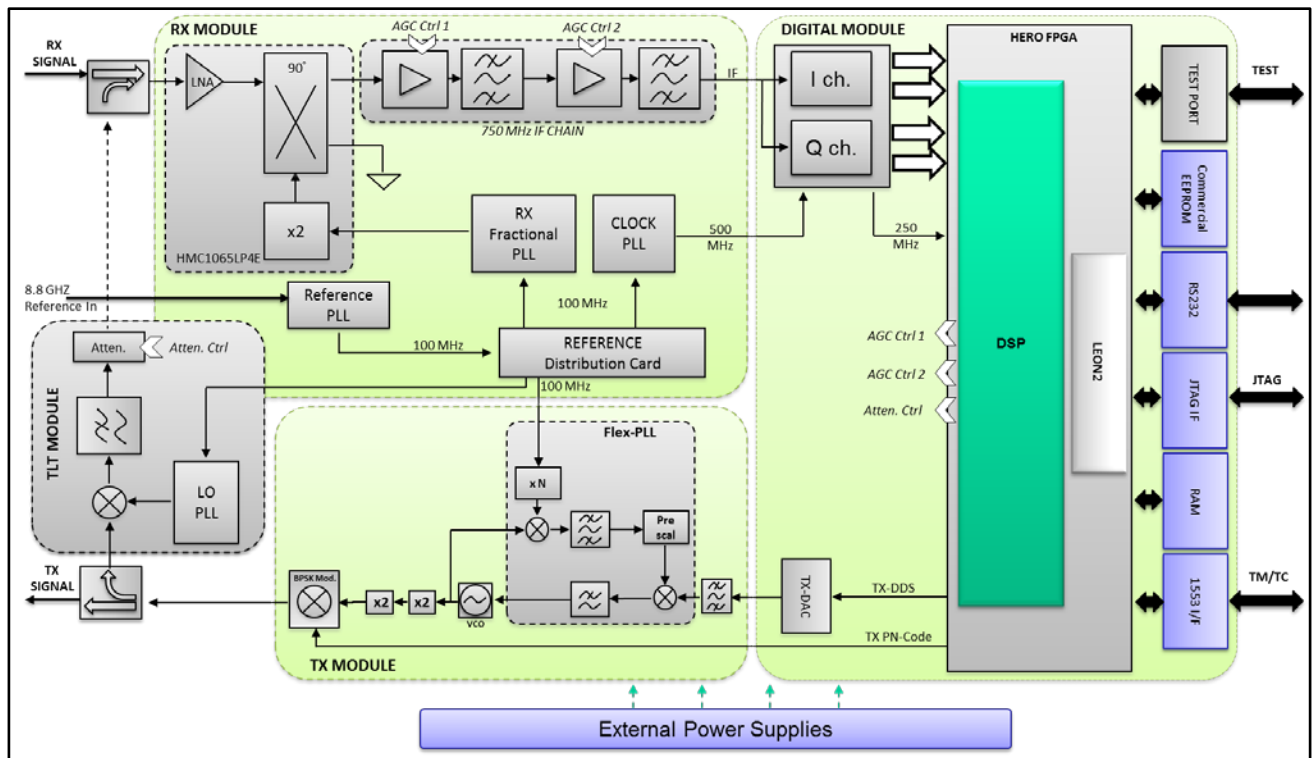 RX MODULE
RX
SIGNAL
LNA
90°
x2
HMC1065LP4E
AGC Ctrl 1
AGC Ctrl 2
750 MHz IF CHAIN
IF
RX
Fractional
PLL
CLOCK
PLL
500
MHz
8.8 GHZ
Reference In
Reference
PLL
100 MHz
100 MHz
REFERENCE
Distribution Card
100 MHz
DIGITAL MODULE
I ch.
Q ch.
250
MHz
HERO FPGA
DSP
LEON2
AGC Ctrl 1
AGC Ctrl 2
Atten. Ctrl
TEST PORT
TEST
Commercial
EEPROM
RS232
JTAG IF
JTAG
RAM
1553 I/F
TM/TC
TLT MODULE
Atten.
Atten. Ctrl
LO
PLL
TX
SIGNAL
TX MODULE
Flex-PLL
x N
Pre
scal
BPSK Mod.
x2
x2
VCO
TX-DAC
TX-DDS
TX PN-Code
External Power Supplies